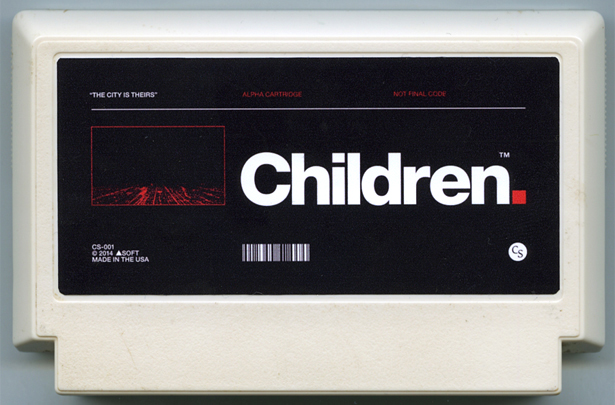 "THE CITY IS THEIRS" ALPHA CARTRIDGE NOT FINAL CODE
Children.™
CS-001
© 2014 ▲SOFT
MADE IN THE USA
CS